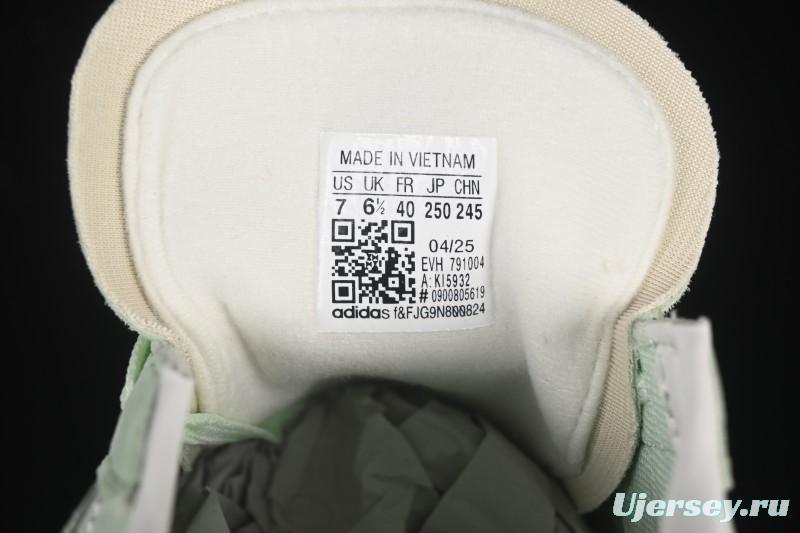 MADE IN VIETNAM
US UK FR JP CHN
7 6½ 40 250 245
04/25
EVH 791004
A: KI5932
# 0900805619
adidas f&FJG9N800824
Ujersey.ru